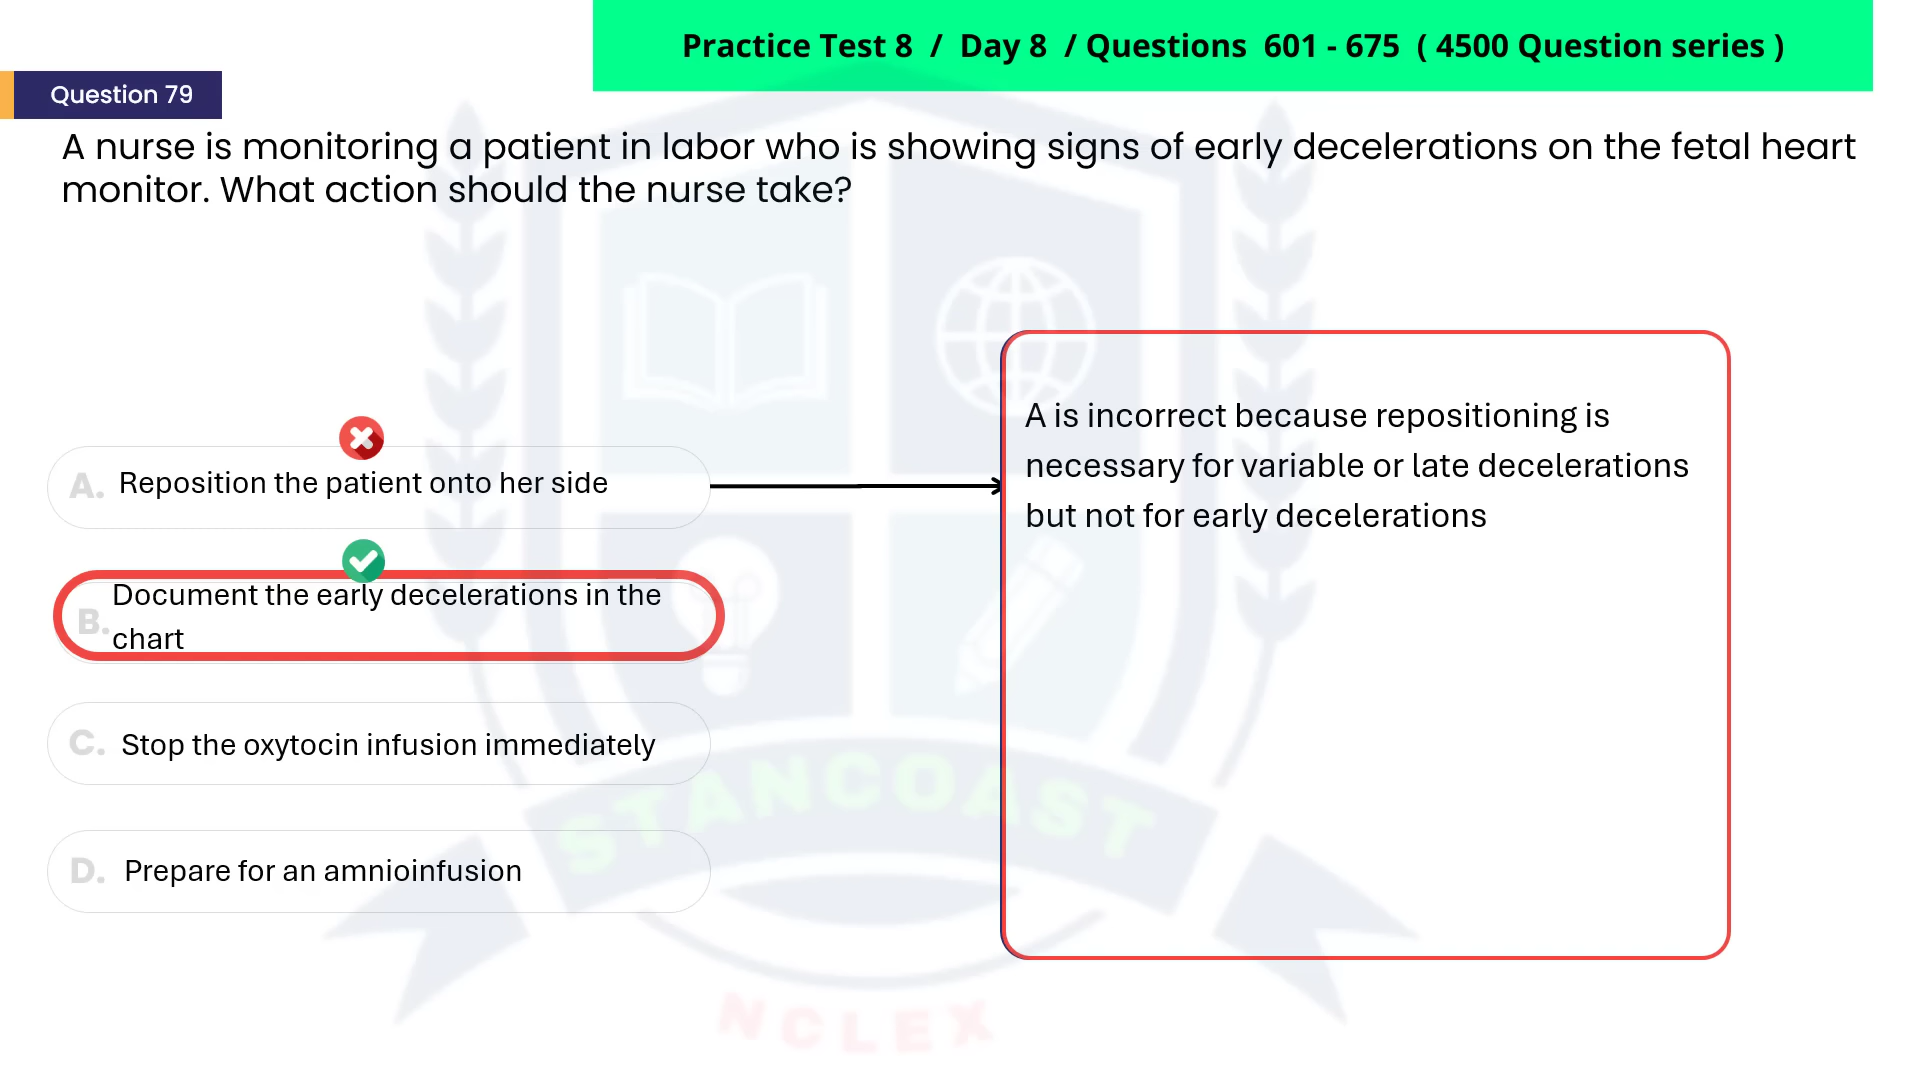 Practice Test 8 / Day 8 / Questions 601 - 675 ( 4500 Question series )
Question 79
A nurse is monitoring a patient in labor who is showing signs of early decelerations on the fetal heart
monitor. What action should the nurse take?
A. Reposition the patient onto her side
B. Document the early decelerations in the
chart
C. Stop the oxytocin infusion immediately
D. Prepare for an amnioinfusion
A is incorrect because repositioning is
necessary for variable or late decelerations
but not for early decelerations
STANCOAST
NCLEX